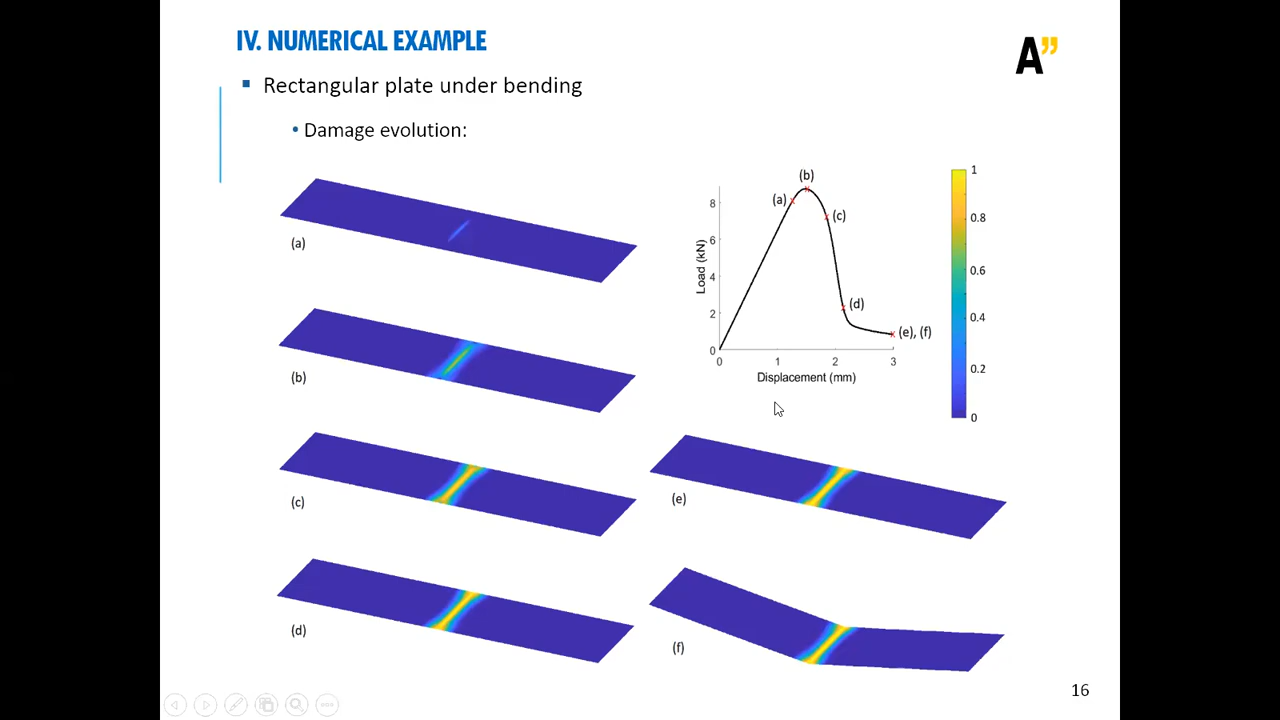 IV. NUMERICAL EXAMPLE
A”
Rectangular plate under bending
• Damage evolution:
(a)
(b)
(c)
(d)
(e)
(f)
(b)
(a)
(c)
(d)
(e), (f)
8
6
4
2
0
Load (kN)
0 1 2 3
Displacement (mm)
1
0.8
0.6
0.4
0.2
0
16